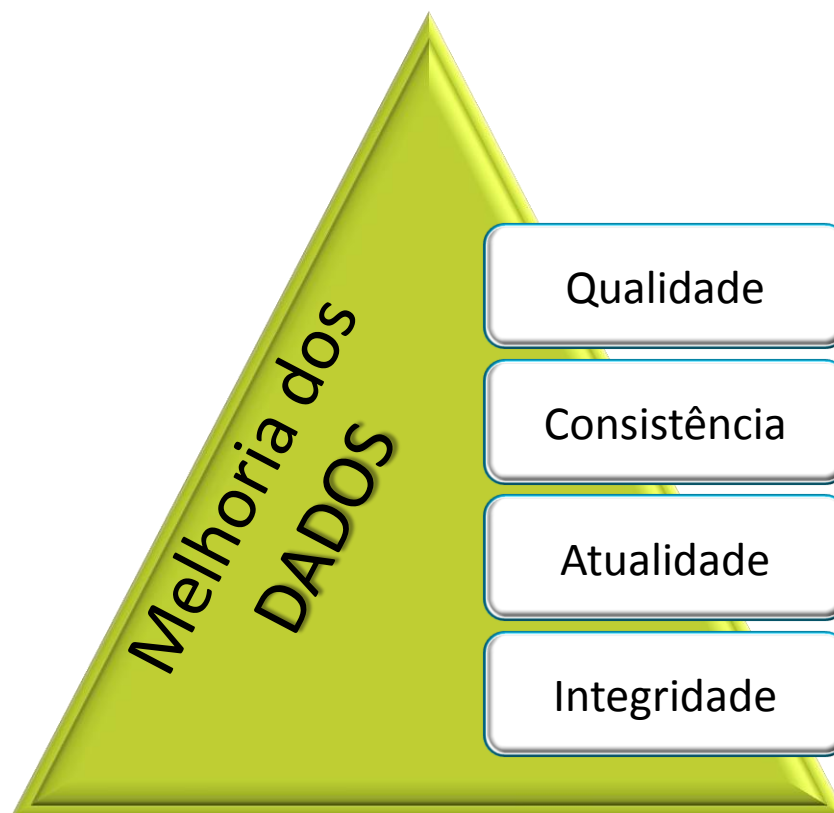 Melhoria dos
DADOS
Qualidade
Consistência
Atualidade
Integridade